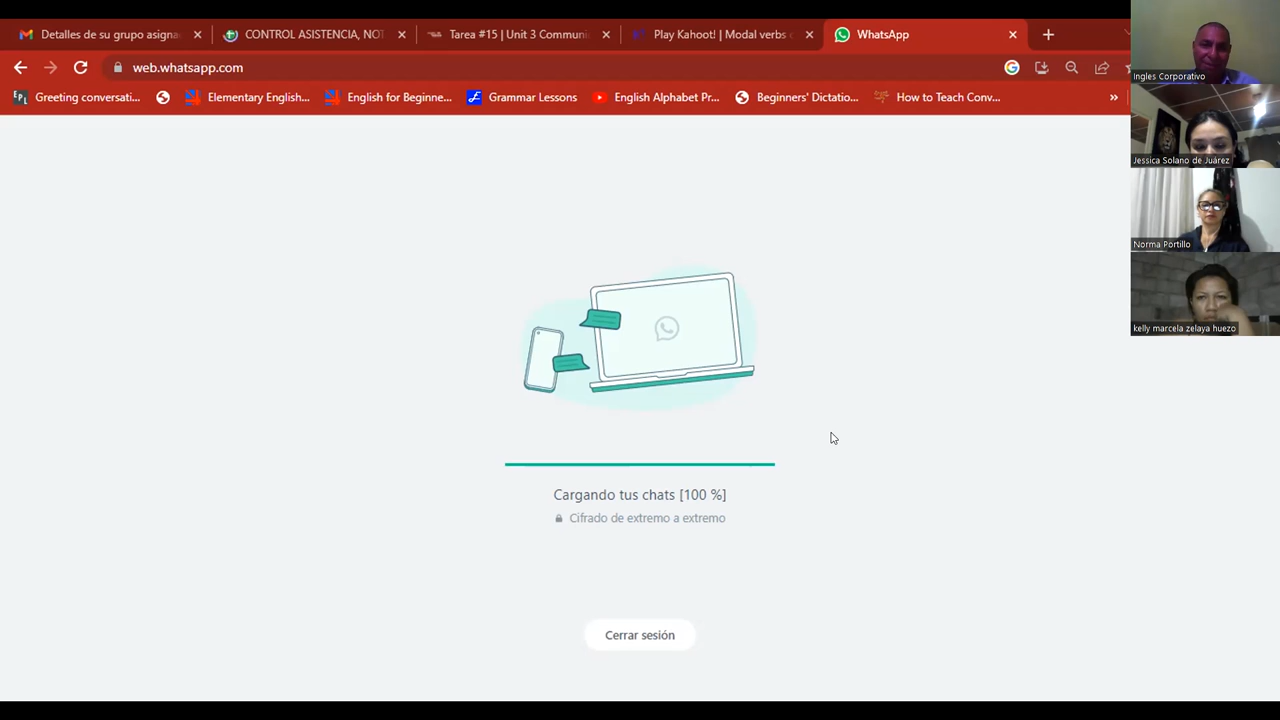 Detalles de su grupo asigna
CONTROL ASISTENCIA, NOT
Tarea #15 | Unit 3 Communi
Play Kahoot! | Modal verbs
WhatsApp
web.whatsapp.com
Greeting conversati...
Elementary English...
English for Beginne...
Grammar Lessons
English Alphabet Pr...
Beginners' Dictatio...
How to Teach Conv...
»
Ingles Corporativo
Jessica Solano de Juárez
Norma Portillo
kelly marcela zelaya huezo
Cargando tus chats [100 %]
Cifrado de extremo a extremo
Cerrar sesión